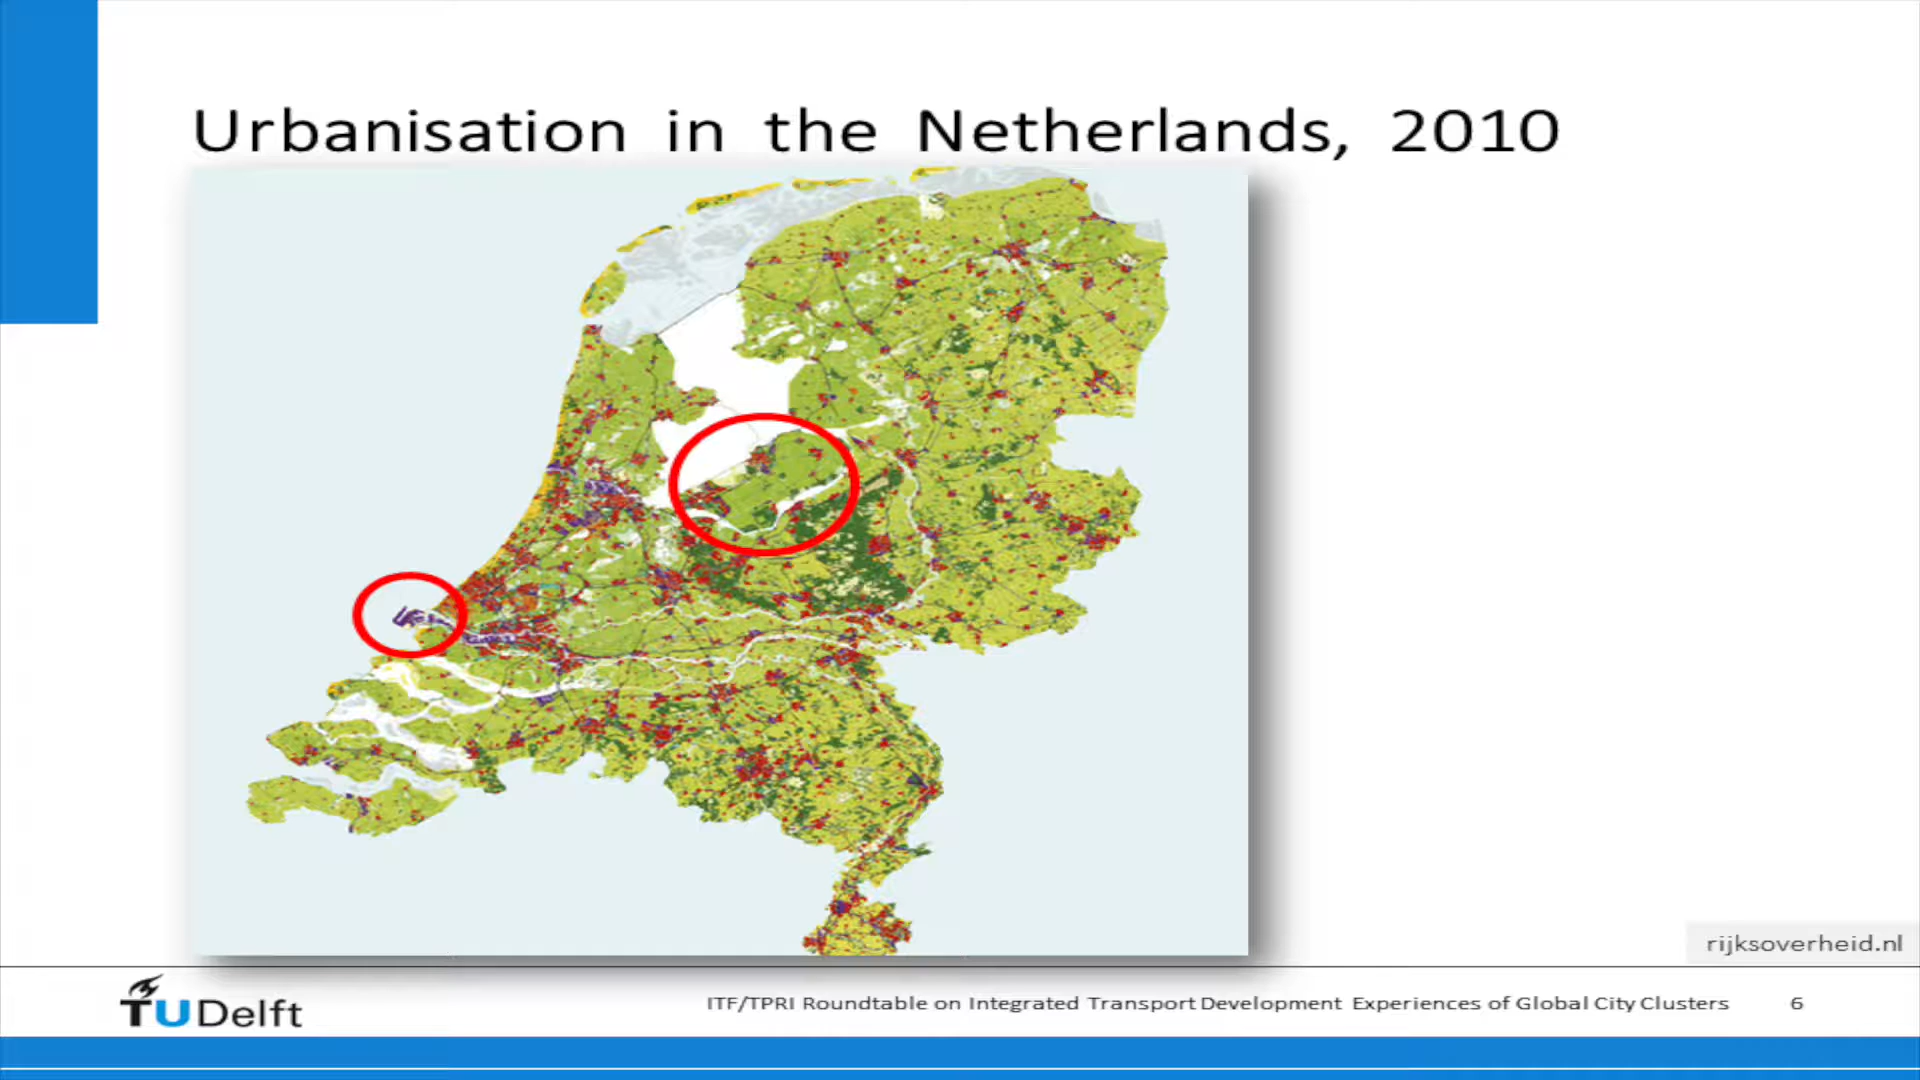 Urbanisation in the Netherlands, 2010
rijksoverheid.nl
TUDelft
ITF/TPRI Roundtable on Integrated Transport Development Experiences of Global City Clusters
6